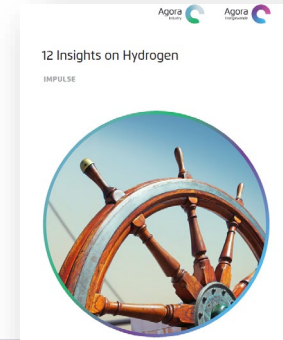 Agora
Industry
Agora
Energiewende
12 Insights on Hydrogen
IMPULSE